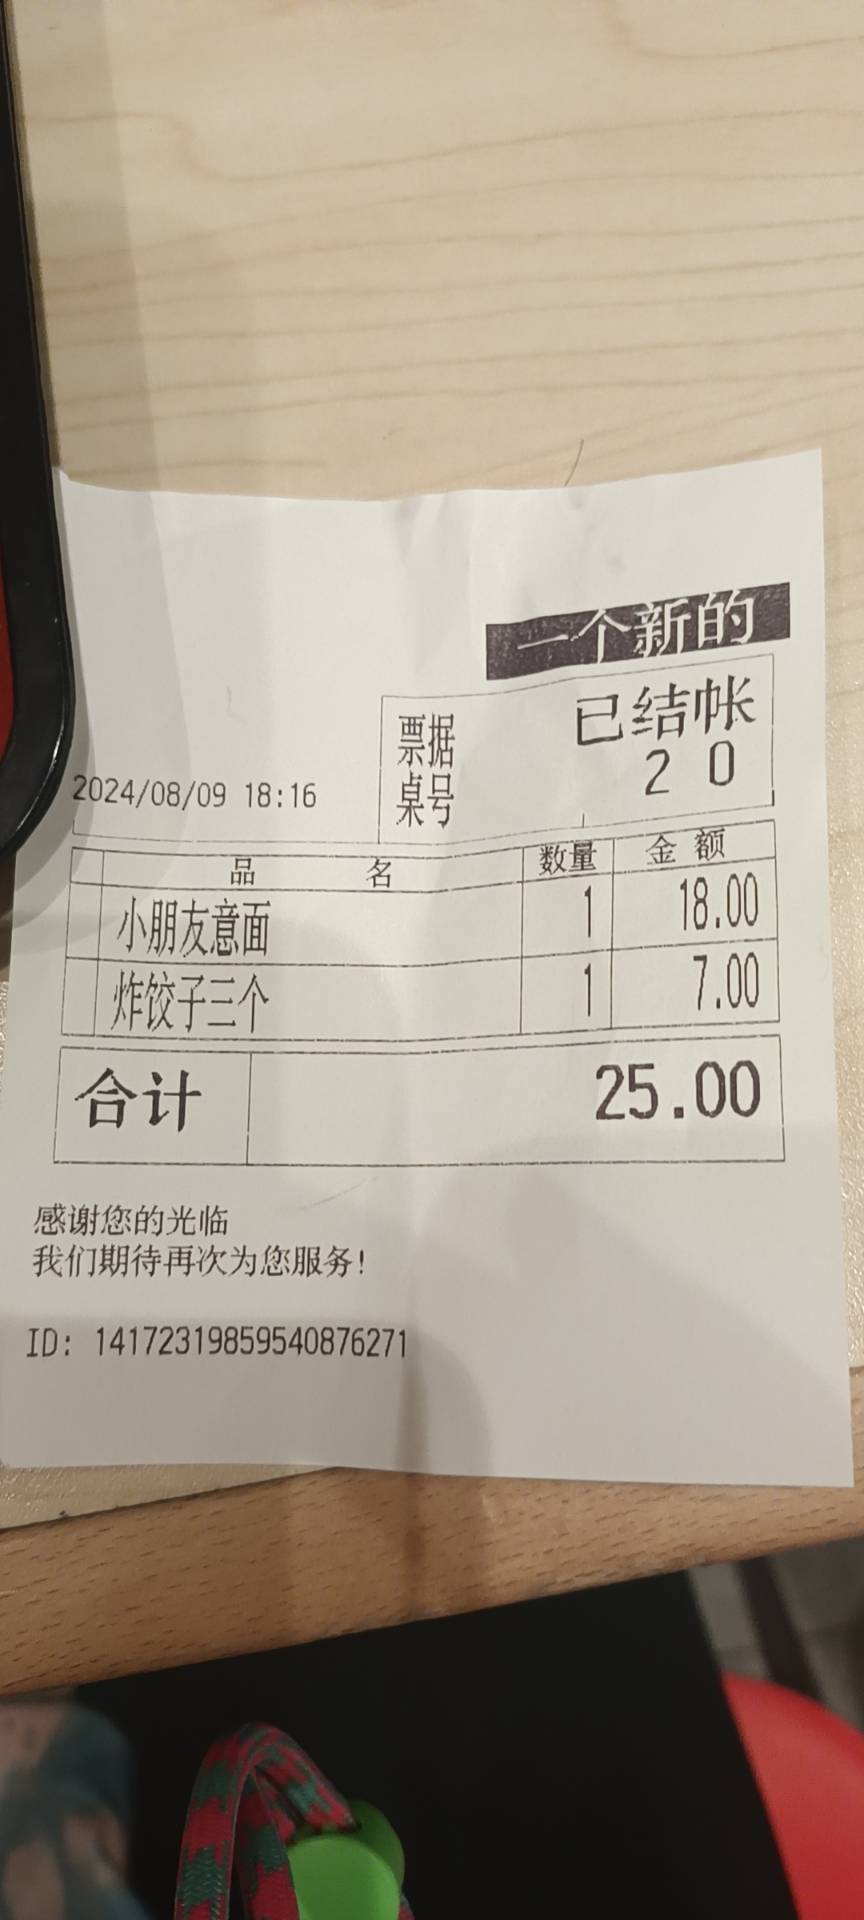 一个新的
票据 已结帐
2024/08/09 18:16 桌号 20
品名 数量 金额
小朋友意面 1 18.00
炸饺子三个 1 7.00
合计 25.00
感谢您的光临
我们期待再次为您服务!
ID: 14172319859540876271